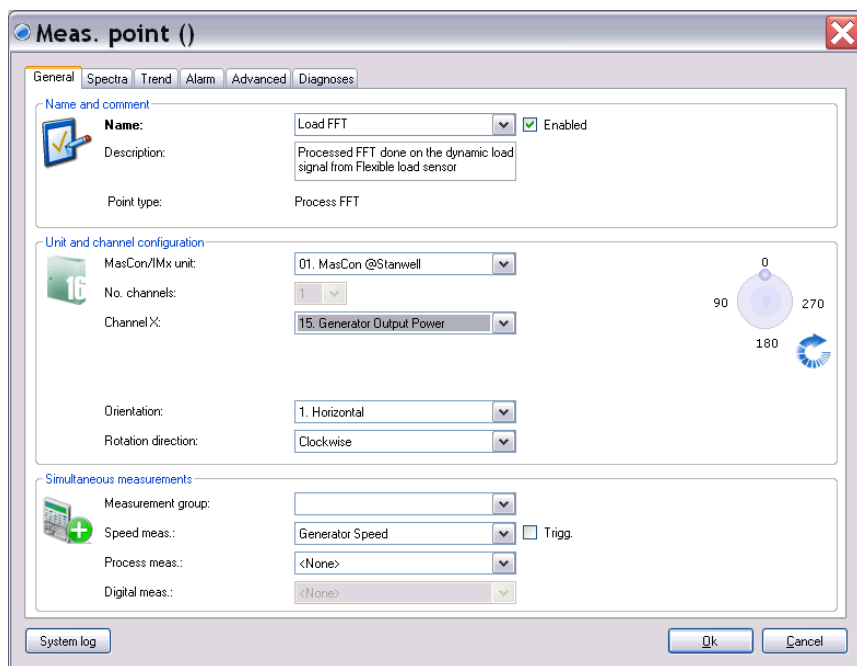 Meas. point ()
General Spectra Trend Alarm Advanced Diagnoses
Name and comment
Name: Load FFT Enabled
Description: Processed FFT done on the dynamic load
signal from Flexible load sensor
Point type: Process FFT
Unit and channel configuration
MasCon/IMx unit: 01. MasCon @Stanwell
16
No. channels: 1
Channel X: 15. Generator Output Power
0
90 270
180
Orientation: 1. Horizontal
Rotation direction: Clockwise
Simultaneous measurements
Measurement group:
Speed meas.: Generator Speed Trigg.
Process meas.: <None>
Digital meas.: <None>
System log Ok Cancel